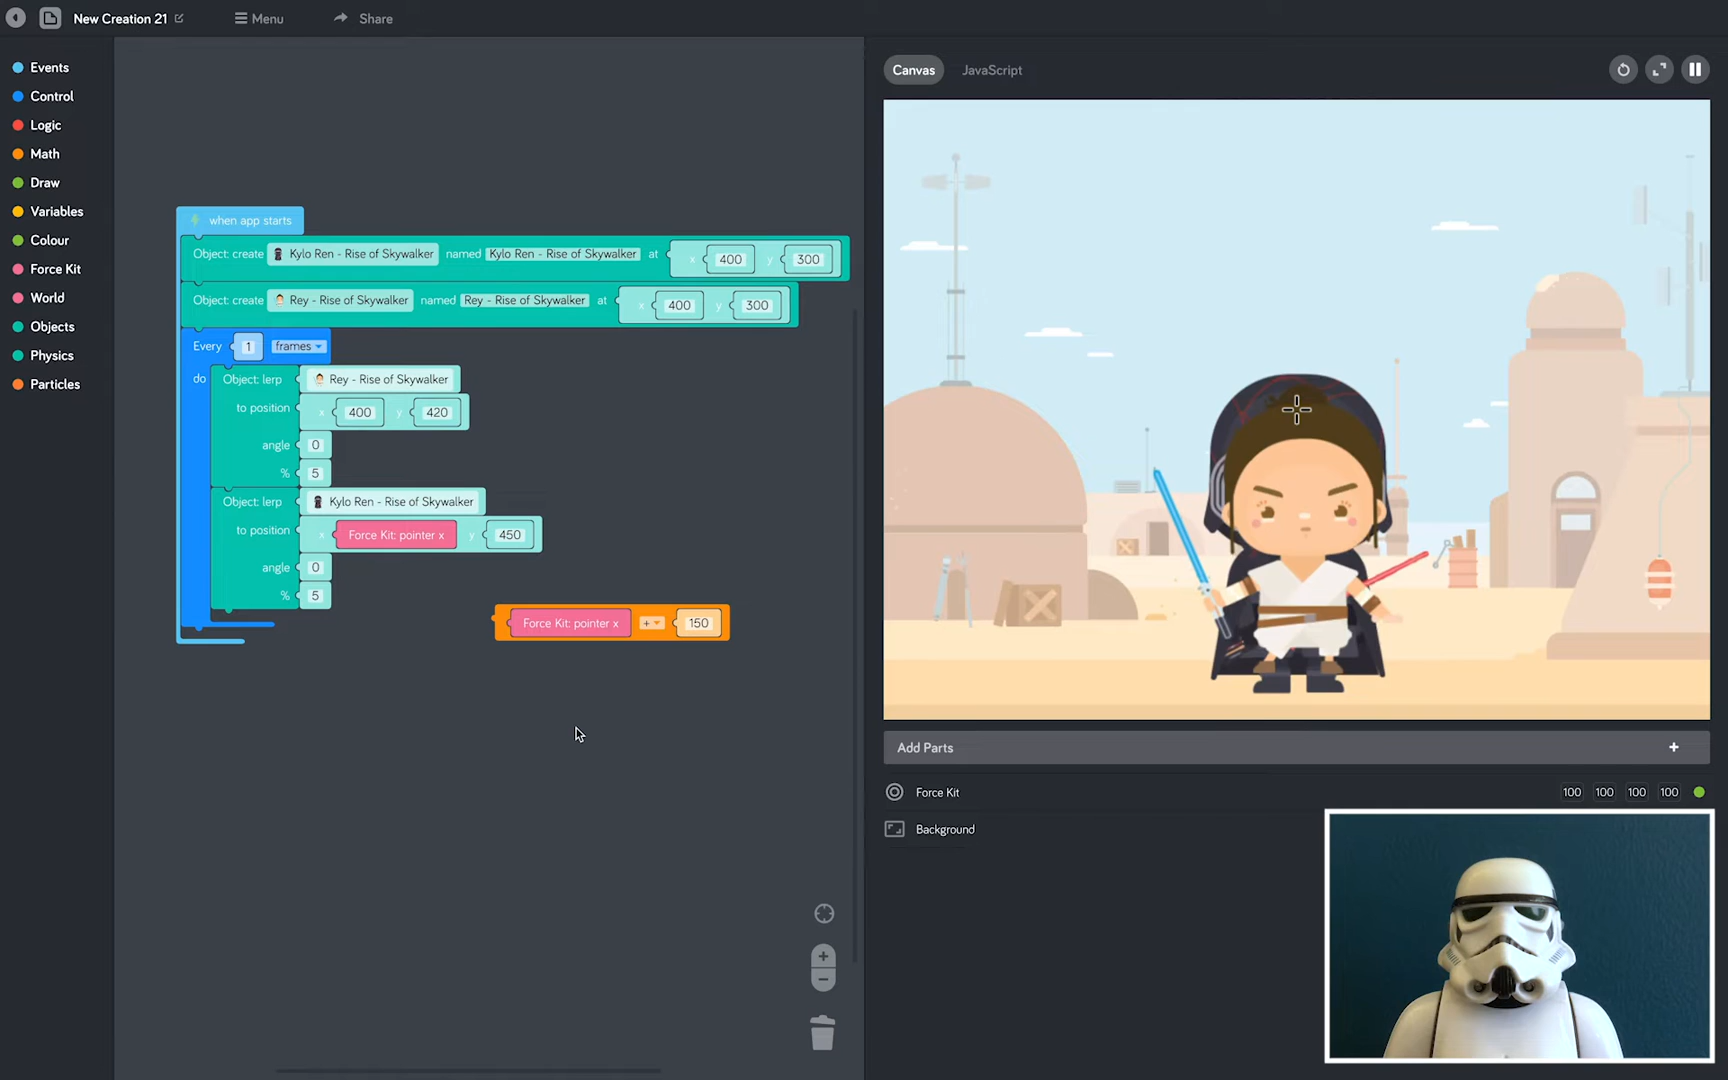 New Creation 21
Menu
Share
Events
Control
Logic
Math
Draw
Variables
Colour
Force Kit
World
Objects
Physics
Particles
when app starts
Object: create Kylo Ren - Rise of Skywalker named Kylo Ren - Rise of Skywalker at x 400 y 300
Object: create Rey - Rise of Skywalker named Rey - Rise of Skywalker at x 400 y 300
Every 1 frames
do Object: lerp Rey - Rise of Skywalker
to position x 400 y 420
angle 0
% 5
Object: lerp Kylo Ren - Rise of Skywalker
to position x Force Kit: pointer x y 450
angle 0
% 5
Force Kit: pointer x + 150
Canvas
JavaScript
Add Parts +
Force Kit 100 100 100 100
Background